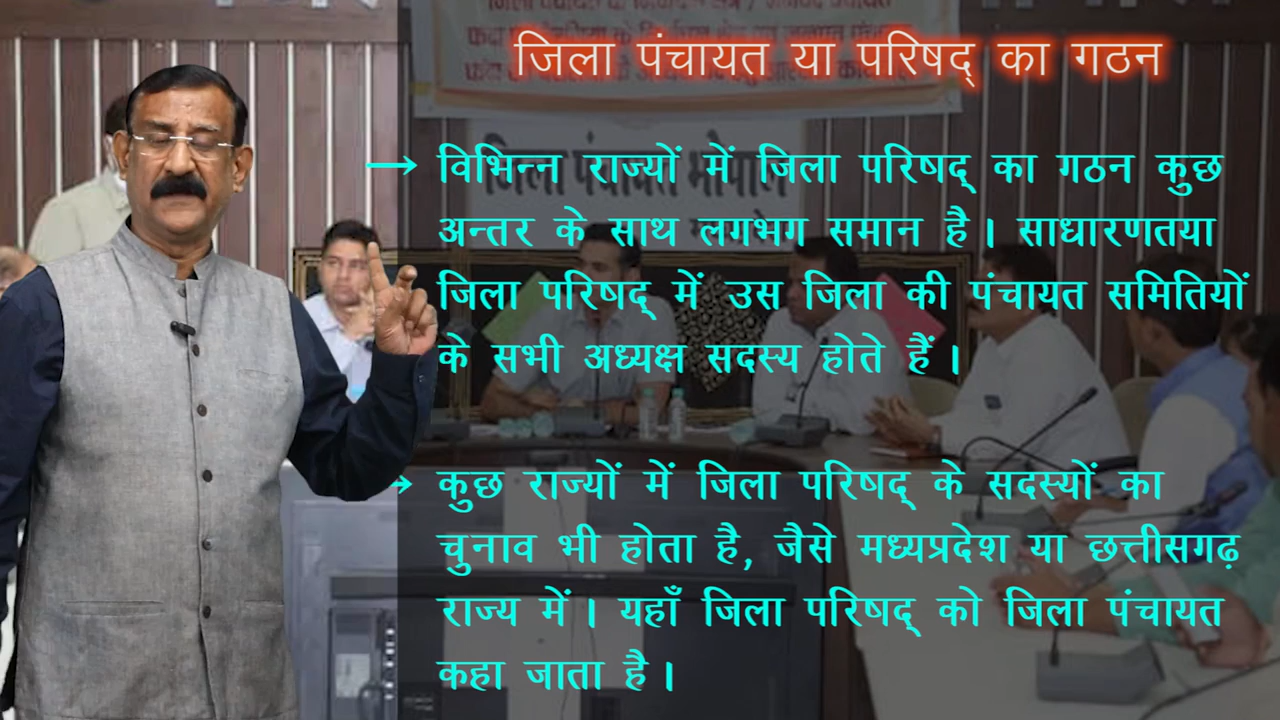 जिला पंचायत या परिषद् का गठन
→ विभिन्न राज्यों में जिला परिषद् का गठन कुछ
अन्तर के साथ लगभग समान है। साधारणतया
जिला परिषद् में उस जिला की पंचायत समितियों
के सभी अध्यक्ष सदस्य होते हैं।
→ कुछ राज्यों में जिला परिषद् के सदस्यों का
चुनाव भी होता है, जैसे मध्यप्रदेश या छत्तीसगढ़
राज्य में। यहाँ जिला परिषद् को जिला पंचायत
कहा जाता है।
जिला पंचायत भोपाल